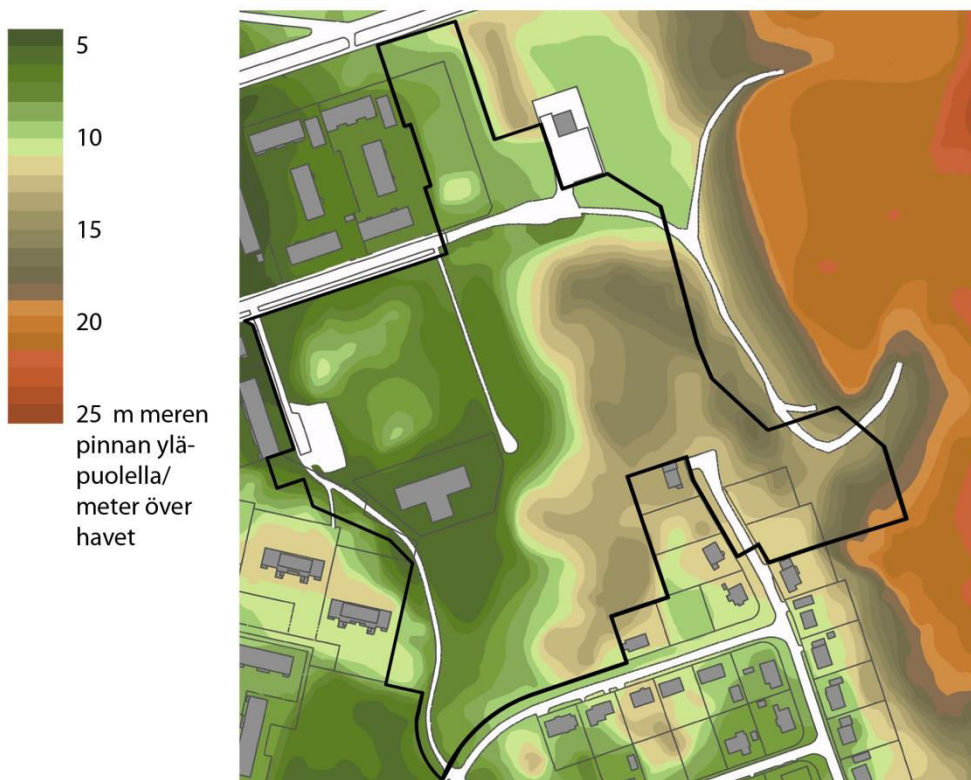 5
10
15
20
25 m meren
pinnan ylä-
puolella/
meter över
havet